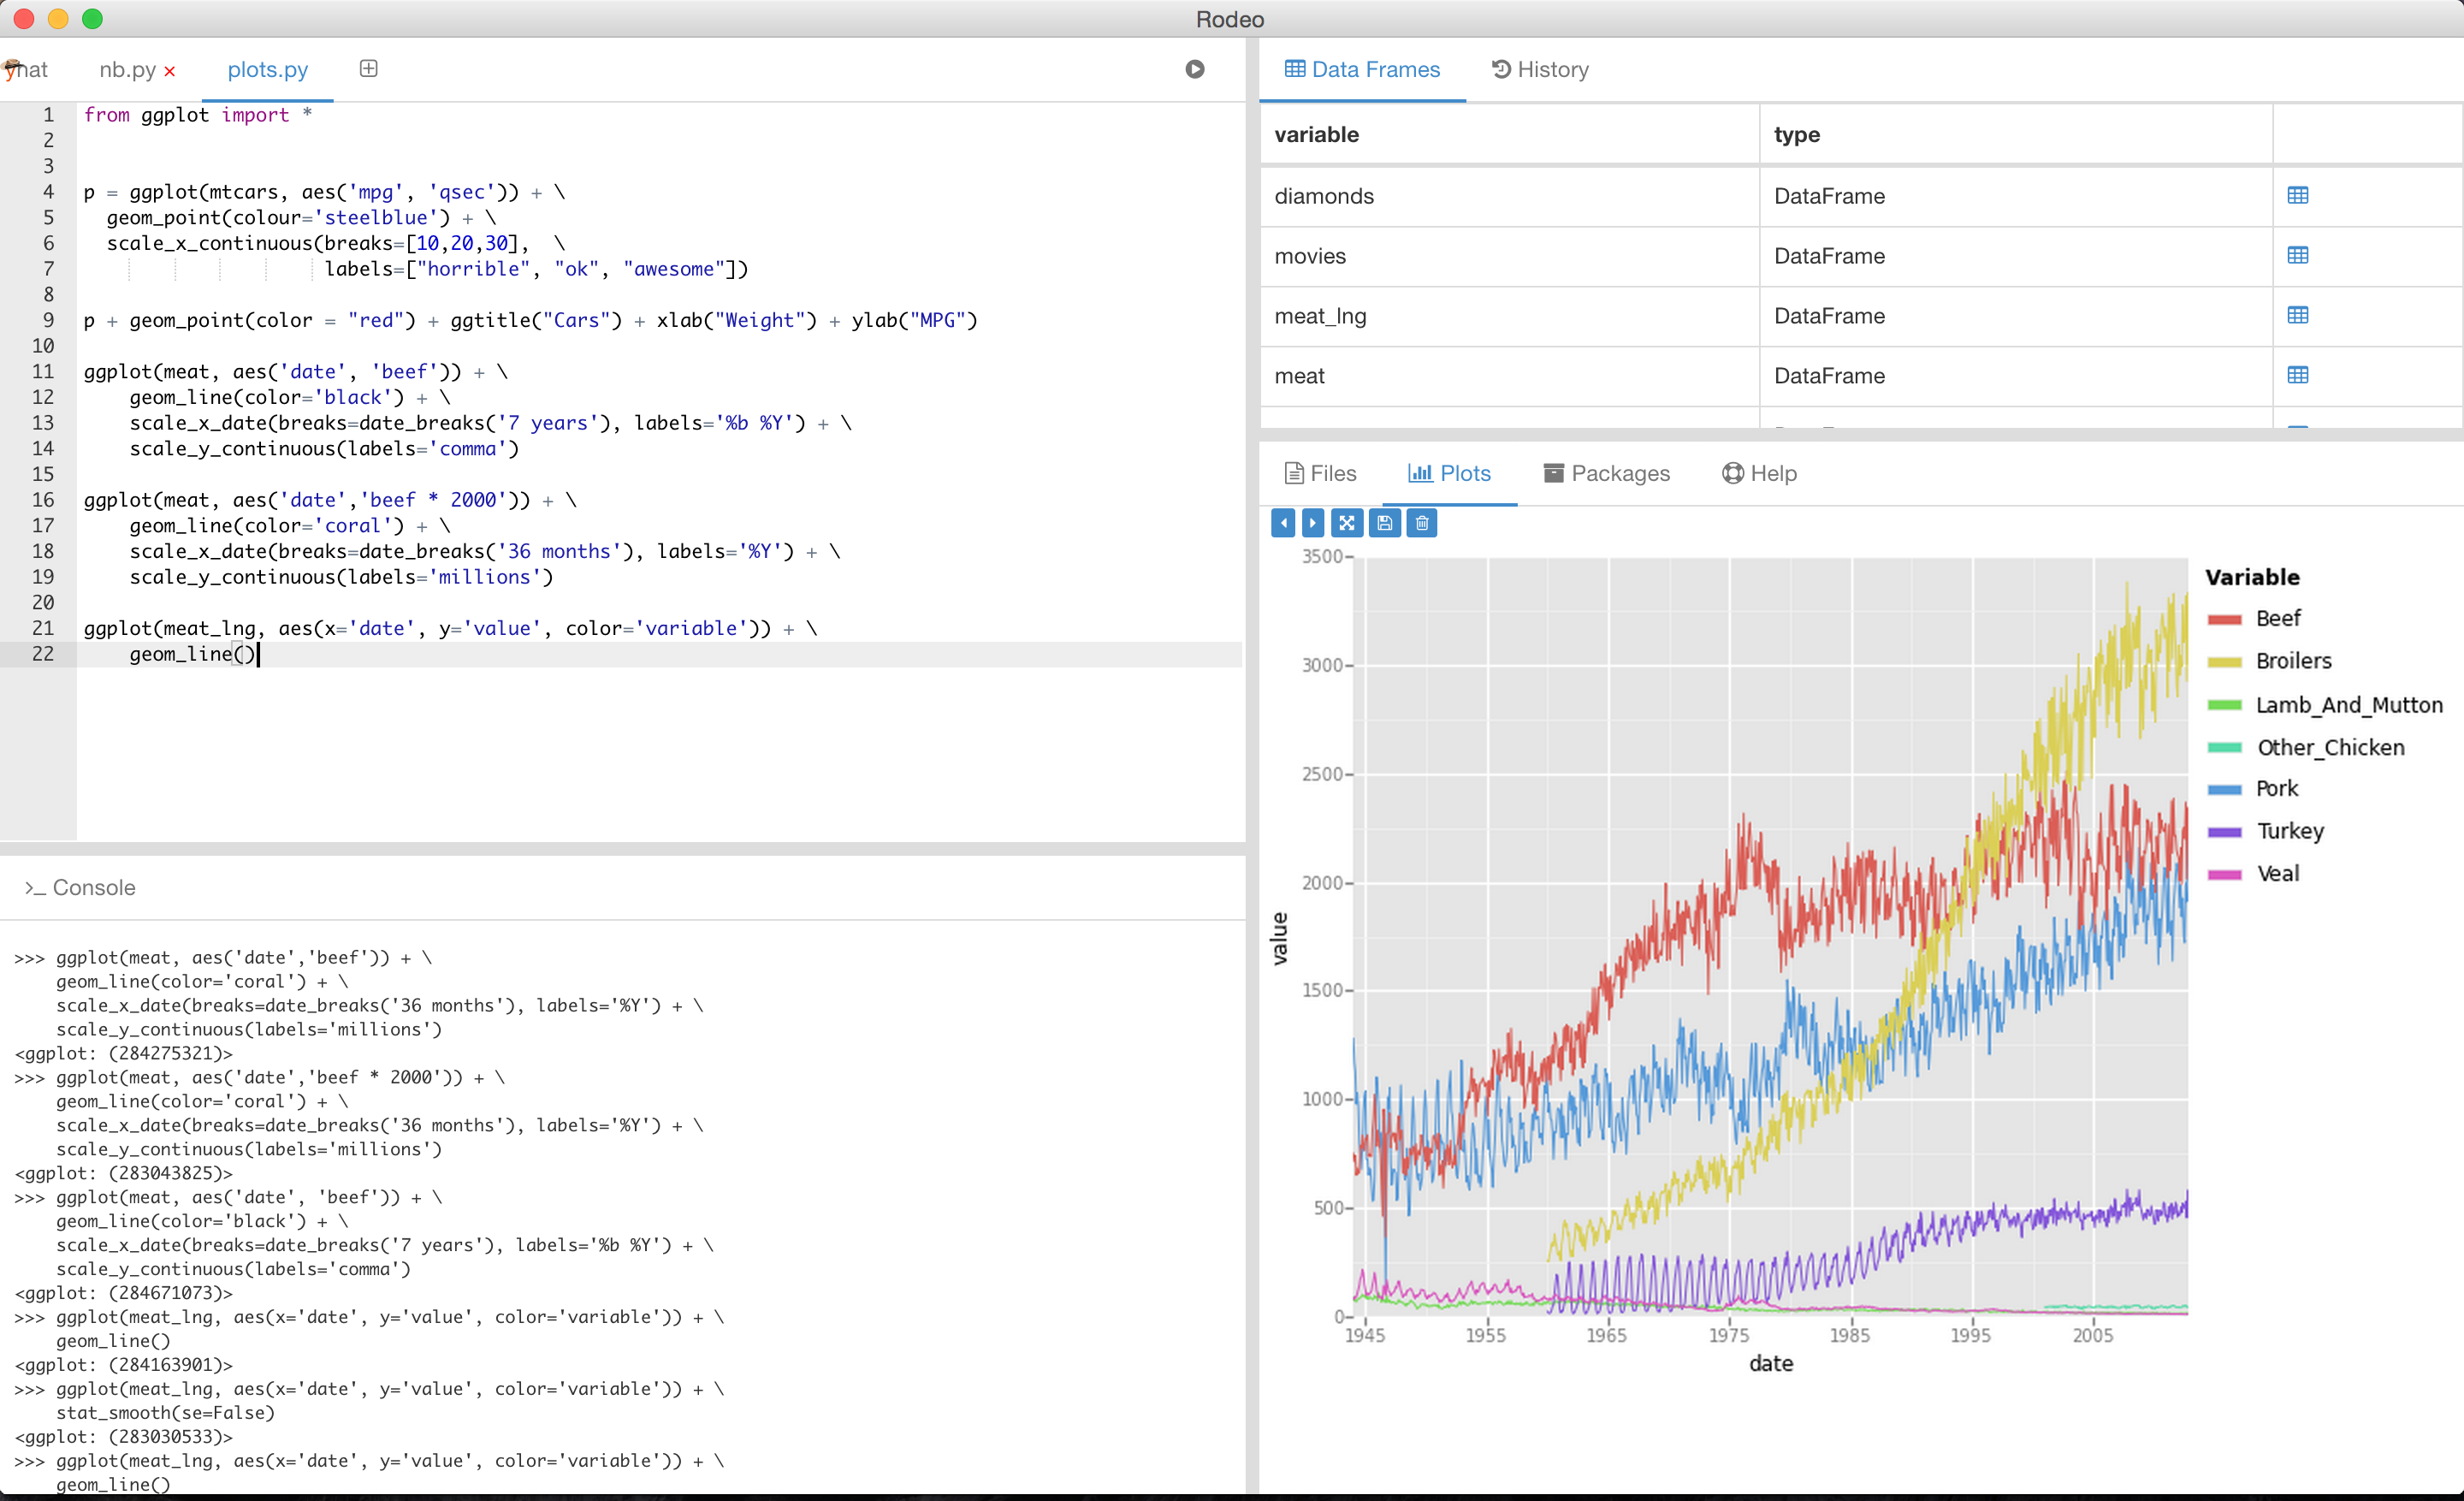 Rodeo
yhat nb.py × plots.py
1 from ggplot import *
2
3
4 p = ggplot(mtcars, aes('mpg', 'qsec')) + \
5   geom_point(colour='steelblue') + \
6   scale_x_continuous(breaks=[10,20,30],  \
7                      labels=["horrible", "ok", "awesome"])
8
9 p + geom_point(color = "red") + ggtitle("Cars") + xlab("Weight") + ylab("MPG")
10
11 ggplot(meat, aes('date', 'beef')) + \
12     geom_line(color='black') + \
13     scale_x_date(breaks=date_breaks('7 years'), labels='%b %Y') + \
14     scale_y_continuous(labels='comma')
15
16 ggplot(meat, aes('date','beef * 2000')) + \
17     geom_line(color='coral') + \
18     scale_x_date(breaks=date_breaks('36 months'), labels='%Y') + \
19     scale_y_continuous(labels='millions')
20
21 ggplot(meat_lng, aes(x='date', y='value', color='variable')) + \
22     geom_line()
>_ Console
>>> ggplot(meat, aes('date','beef')) + \
    geom_line(color='coral') + \
    scale_x_date(breaks=date_breaks('36 months'), labels='%Y') + \
    scale_y_continuous(labels='millions')
<ggplot: (284275321)>
>>> ggplot(meat, aes('date','beef * 2000')) + \
    geom_line(color='coral') + \
    scale_x_date(breaks=date_breaks('36 months'), labels='%Y') + \
    scale_y_continuous(labels='millions')
<ggplot: (283043825)>
>>> ggplot(meat, aes('date', 'beef')) + \
    geom_line(color='black') + \
    scale_x_date(breaks=date_breaks('7 years'), labels='%b %Y') + \
    scale_y_continuous(labels='comma')
<ggplot: (284671073)>
>>> ggplot(meat_lng, aes(x='date', y='value', color='variable')) + \
    geom_line()
<ggplot: (284163901)>
>>> ggplot(meat_lng, aes(x='date', y='value', color='variable')) + \
    stat_smooth(se=False)
<ggplot: (283030533)>
>>> ggplot(meat_lng, aes(x='date', y='value', color='variable')) + \
    geom_line()
Data Frames History
variable type
diamonds DataFrame
movies DataFrame
meat_lng DataFrame
meat DataFrame
Files Plots Packages Help
3500
3000
2500
2000
1500
1000
500
0
value
1945 1955 1965 1975 1985 1995 2005
date
Variable
Beef
Broilers
Lamb_And_Mutton
Other_Chicken
Pork
Turkey
Veal